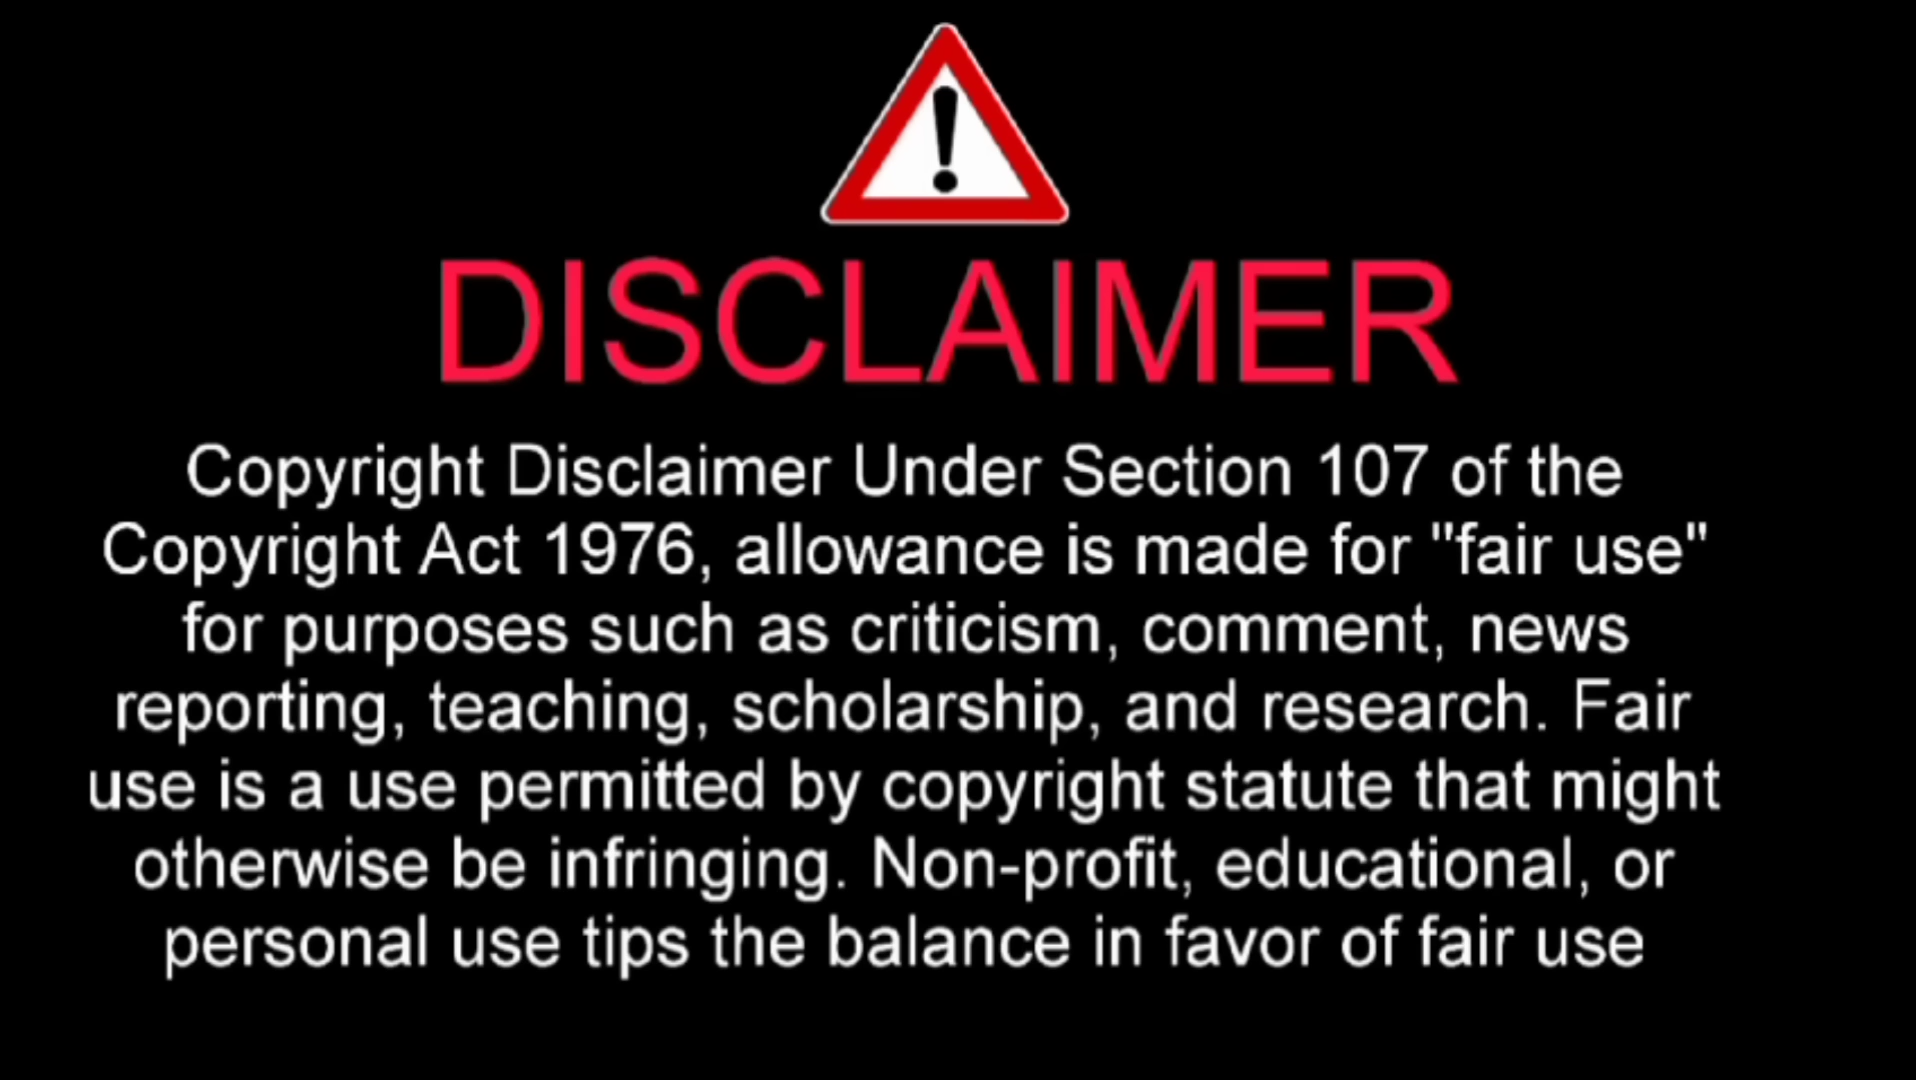 DISCLAIMER
Copyright Disclaimer Under Section 107 of the
Copyright Act 1976, allowance is made for "fair use"
for purposes such as criticism, comment, news
reporting, teaching, scholarship, and research. Fair
use is a use permitted by copyright statute that might
otherwise be infringing. Non-profit, educational, or
personal use tips the balance in favor of fair use